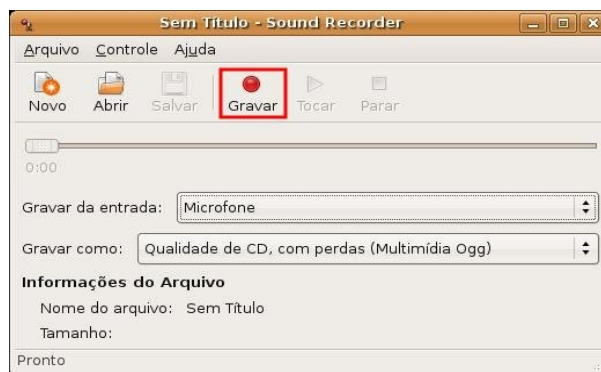 Sem Título - Sound Recorder
Arquivo Controle Ajuda
Novo Abrir Salvar Gravar Tocar Parar
0:00
Gravar da entrada: Microfone
Gravar como: Qualidade de CD, com perdas (Multimídia Ogg)
Informações do Arquivo
Nome do arquivo: Sem Título
Tamanho:
Pronto